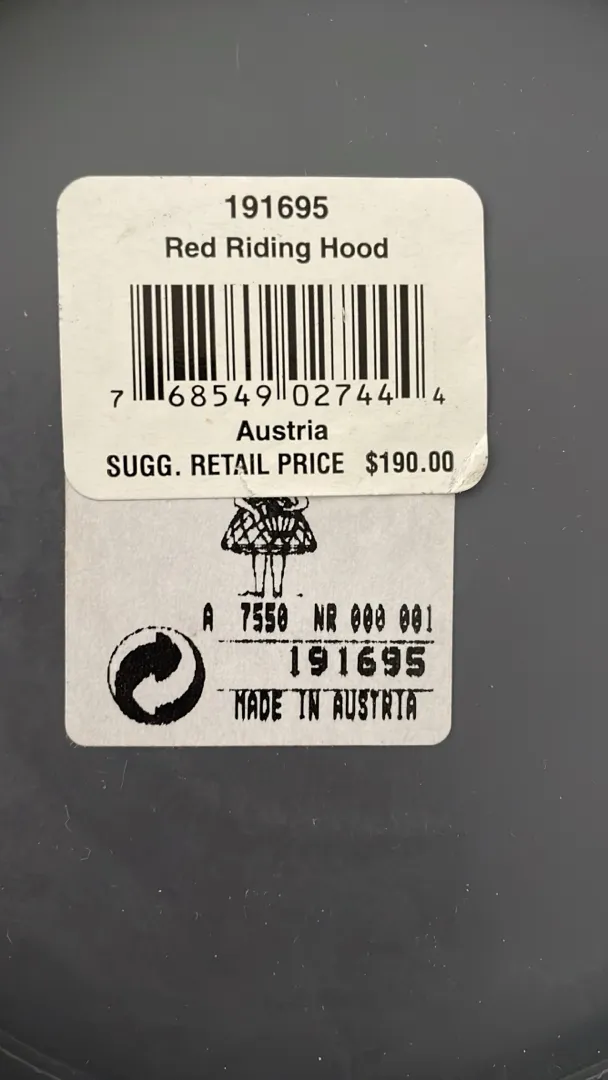 191695
Red Riding Hood
7 68549 02744 4
Austria
SUGG. RETAIL PRICE $190.00
A 7550 NR 000 001
191695
MADE IN AUSTRIA